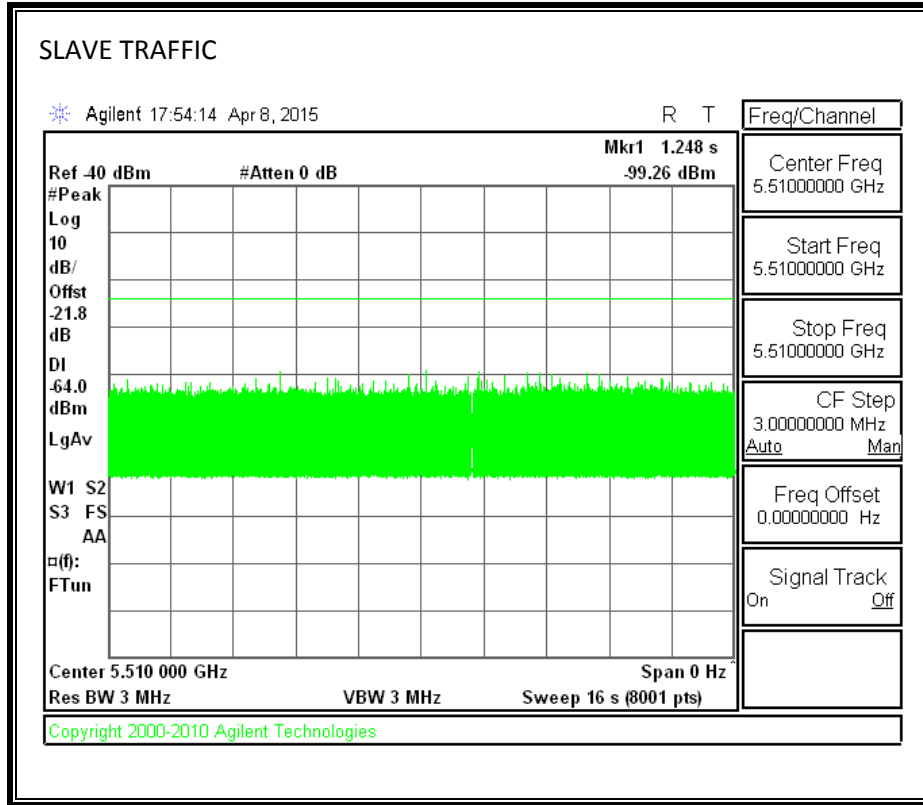 SLAVE TRAFFIC
Agilent 17:54:14 Apr 8, 2015
R T
Freq/Channel
Mkr1 1.248 s
Ref -40 dBm #Atten 0 dB -99.26 dBm
#Peak
Log
10
dB/
Offst
-21.8
dB
DI
-64.0
dBm
LgAv
W1 S2
S3 FS
AA
¤(f):
FTun
Center 5.510 000 GHz Span 0 Hz^
Res BW 3 MHz VBW 3 MHz Sweep 16 s (8001 pts)
Center Freq
5.51000000 GHz
Start Freq
5.51000000 GHz
Stop Freq
5.51000000 GHz
CF Step
3.00000000 MHz
Auto Man
Freq Offset
0.00000000 Hz
Signal Track
On Off
Copyright 2000-2010 Agilent Technologies